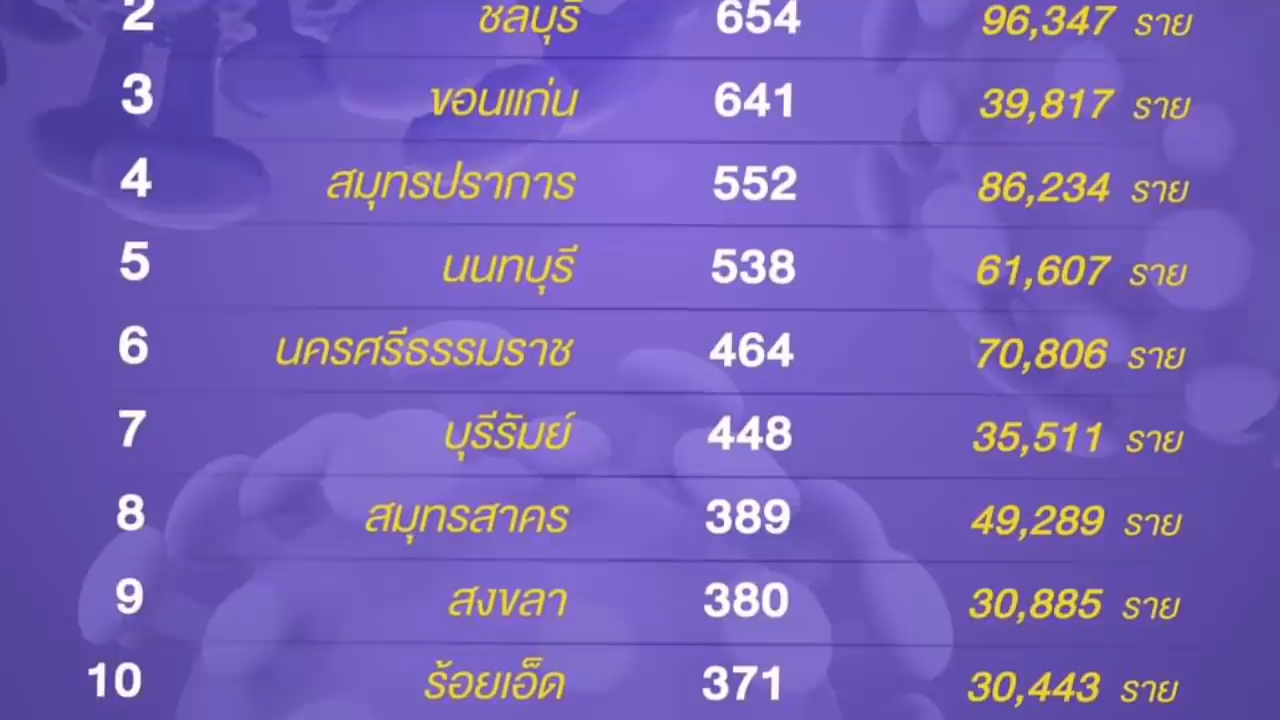 2 ชลบุรี 654 96,347 ราย
3 ขอนแก่น 641 39,817 ราย
4 สมุทรปราการ 552 86,234 ราย
5 นนทบุรี 538 61,607 ราย
6 นครศรีธรรมราช 464 70,806 ราย
7 บุรีรัมย์ 448 35,511 ราย
8 สมุทรสาคร 389 49,289 ราย
9 สงขลา 380 30,885 ราย
10 ร้อยเอ็ด 371 30,443 ราย